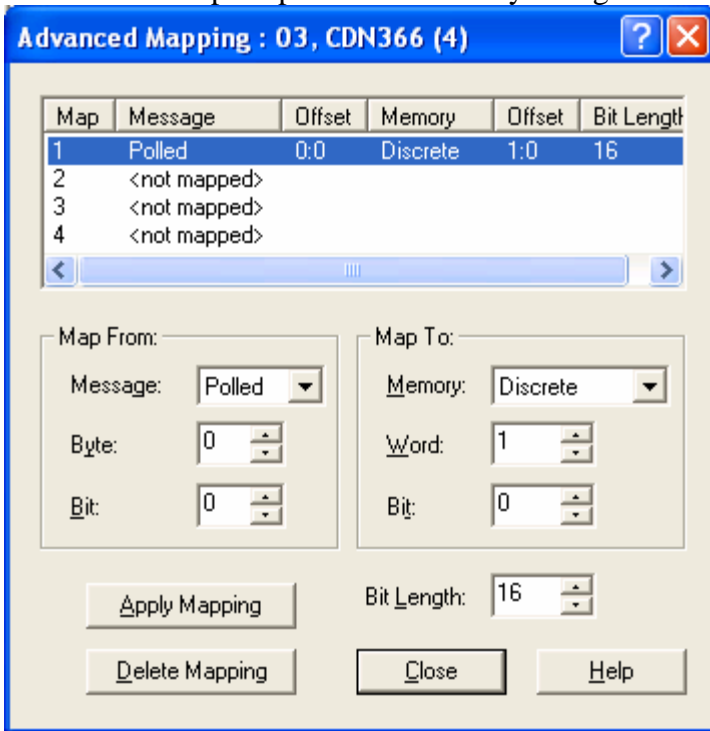 Advanced Mapping : 03, CDN366 (4)
Map Message Offset Memory Offset Bit Lengt
1 Polled 0:0 Discrete 1:0 16
2 <not mapped>
3 <not mapped>
4 <not mapped>
Map From:
Message: Polled
Byte: 0
Bit: 0
Map To:
Memory: Discrete
Word: 1
Bit: 0
Apply Mapping
Bit Length: 16
Delete Mapping
Close
Help